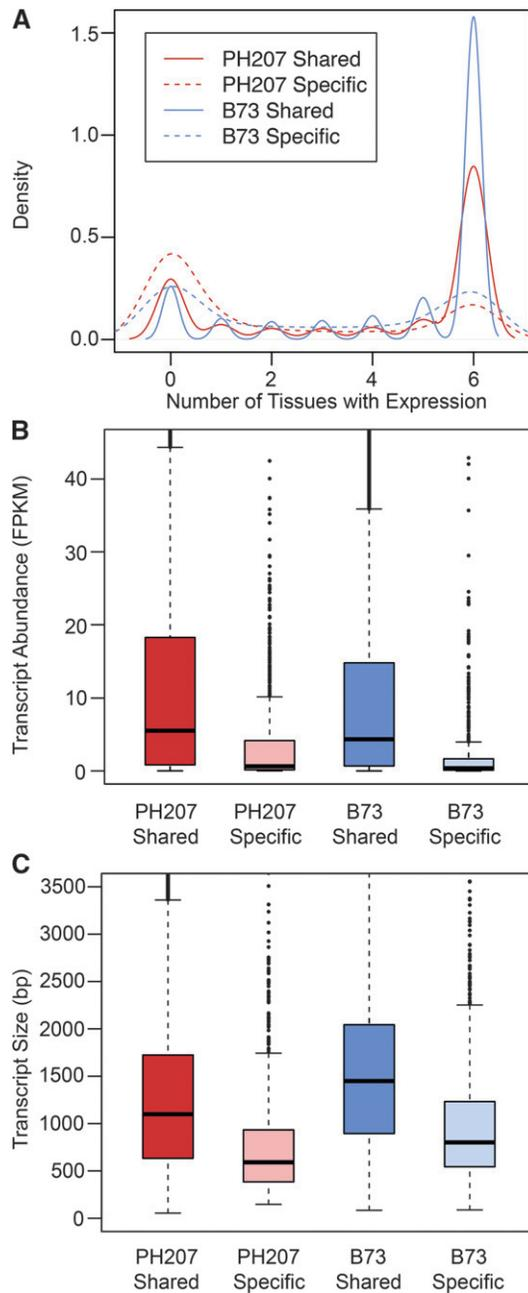 A
1.5
1.0
0.5
0.0
Density
PH207 Shared
PH207 Specific
B73 Shared
B73 Specific
0 2 4 6
Number of Tissues with Expression
B
40
30
20
10
0
Transcript Abundance (FPKM)
PH207 PH207 B73 B73
Shared Specific Shared Specific
C
3500
3000
2500
2000
1500
1000
500
0
Transcript Size (bp)
PH207 PH207 B73 B73
Shared Specific Shared Specific